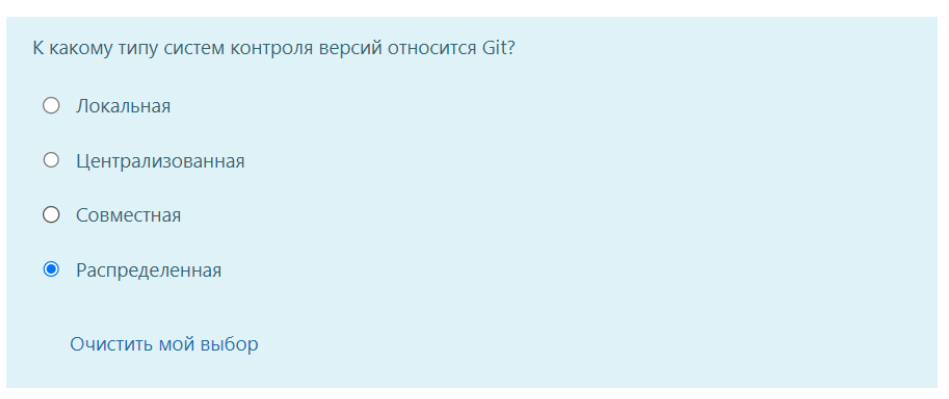 К какому типу систем контроля версий относится Git?
Локальная
Централизованная
Совместная
Распределенная
Очистить мой выбор